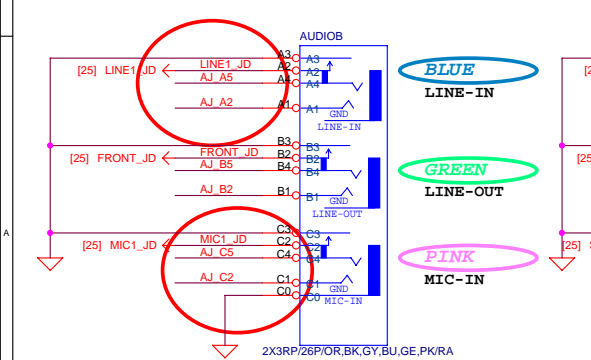 AUDIOB
A3 A3
[25] LINE1_JD LINE1_JD A2 A2 BLUE
AJ_A5 A4 A4
LINE-IN
AJ_A2 A1 A1 GND
LINE-IN
B3 B3
[25] FRONT_JD FRONT_JD B2 B2 GREEN
AJ_B5 B4 B4
LINE-OUT
AJ_B2 B1 B1 GND
LINE-OUT
C3 C3
[25] MIC1_JD MIC1_JD C2 C2 PINK
AJ_C5 C4 C4
MIC-IN
AJ_C2 C1 C1 GND
C0 C0 MIC-IN
A
[25]
2X3RP/26P/OR,BK,GY,BU,GE,PK/RA